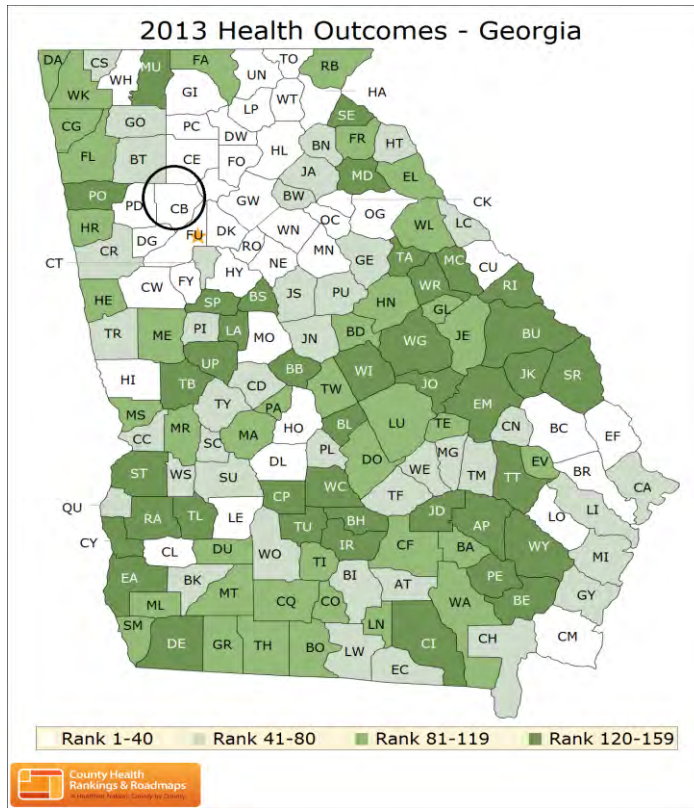 2013 Health Outcomes - Georgia
DA CS MU FA UN TO RB
WH
WK GI WT HA
LP
CG GO PC SE
DW BN FR HT
FL BT CE FO HL
JA MD EL
PO PD CB GW BW CK
OC OG WL LC
HR DG FU DK WN
CR RO MN GE TA MC CU
CT NE
CW FY HY WR RI
HE SP BS JS PU HN GL
TR ME PI LA MO JN BD WG JE BU
HI UP BB WI JO JK SR
TB CD
TY TW EM
MS PA HO BL LU TE CN BC EF
CC MR SC MA PL MG
ST WS SU DL DO WE TM TT EV BR CA
QU CP WC TF LO LI
RA TL LE TU BH JD AP
CY WO IR CF BA WY MI
CL DU TI
EA BK BI AT PE BE GY
ML MT CQ CO WA
SM LN CH CM
DE GR TH BO LW CI
EC
Rank 1-40 Rank 41-80 Rank 81-119 Rank 120-159
County Health
Rankings & Roadmaps
A Healthier Nation, County by County